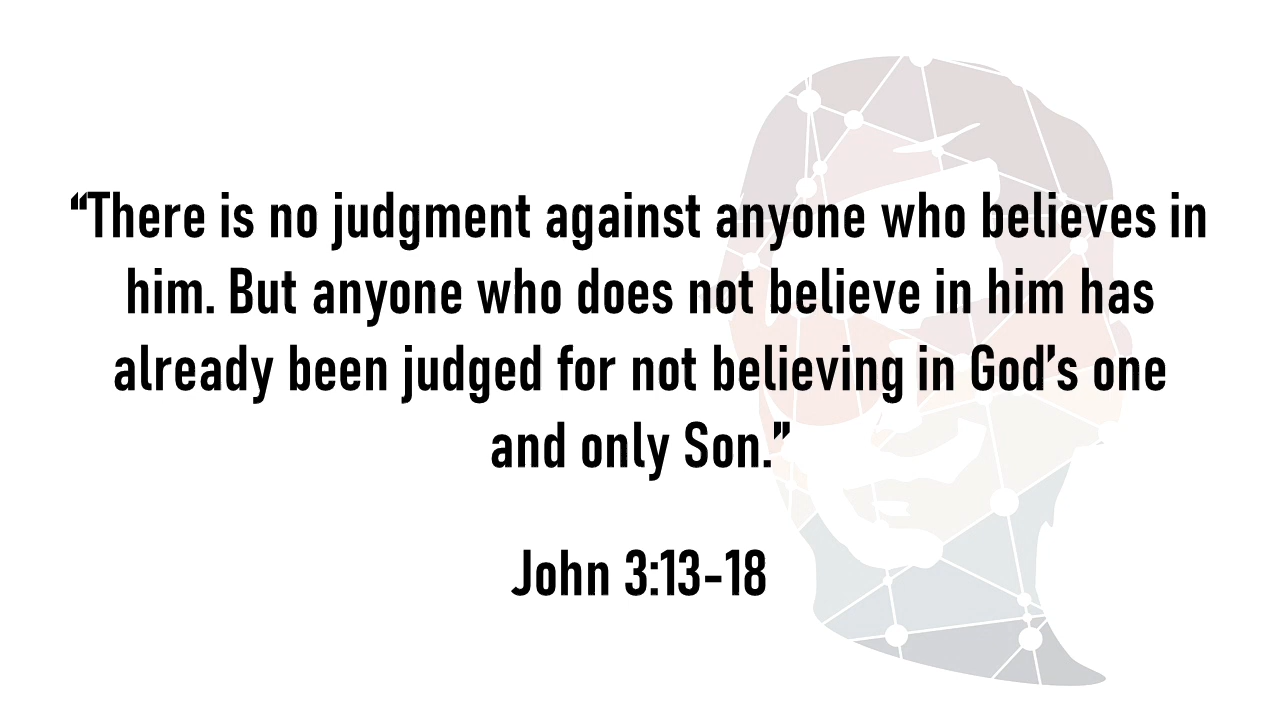 “There is no judgment against anyone who believes in
him. But anyone who does not believe in him has
already been judged for not believing in God’s one
and only Son.”
John 3:13-18